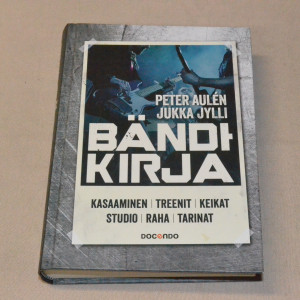 PETER AULÉN
JUKKA JYLLI
BÄNDI-
KIRJA
KASAAMINEN | TREENIT | KEIKAT
STUDIO | RAHA | TARINAT
DOCENDO